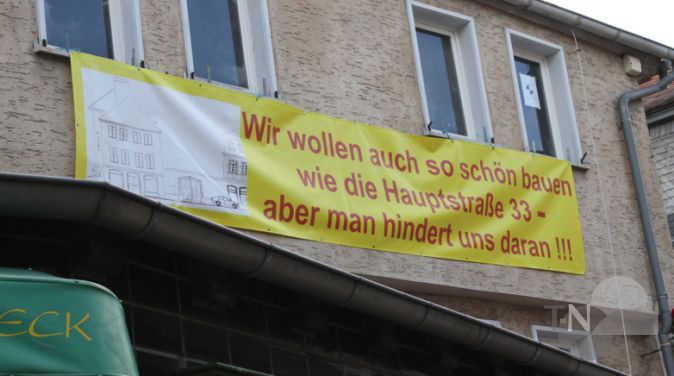 Wir wollen auch so schön bauen
wie die Hauptstraße 33 -
aber man hindert uns daran !!!
ECK
TN